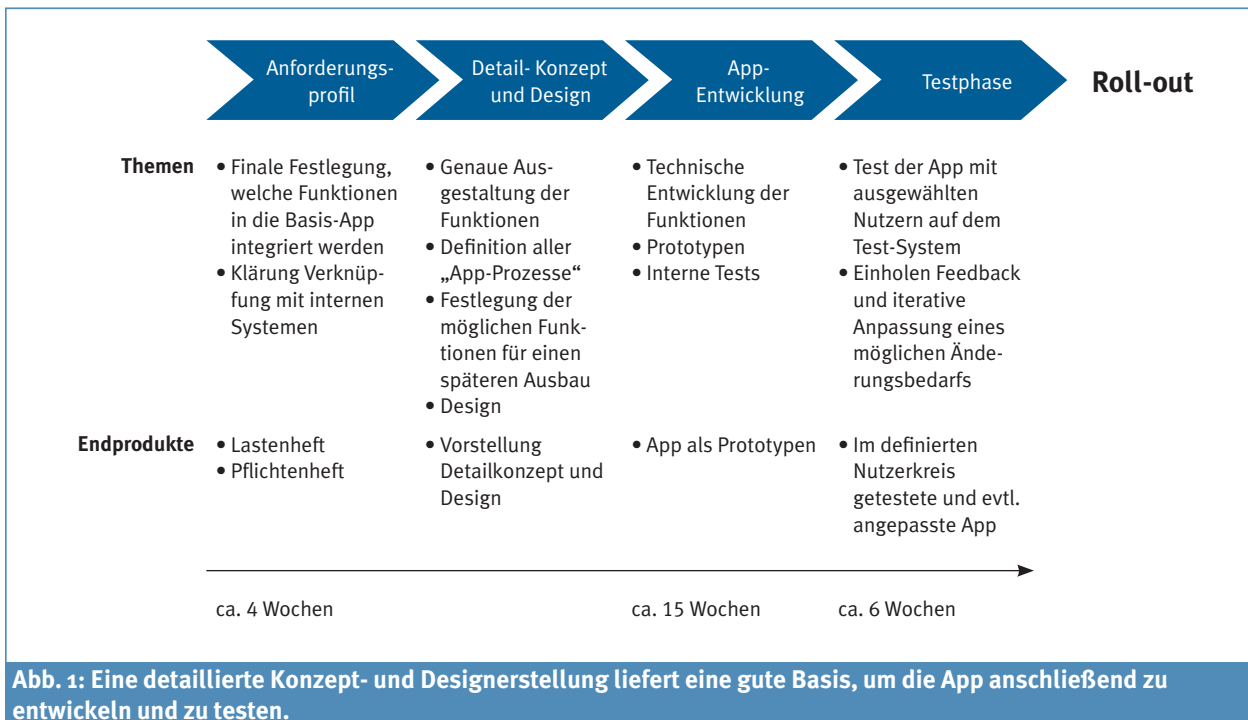 Anforderungs-
profil
Detail- Konzept
und Design
App-
Entwicklung
Testphase
Roll-out
Themen
• Finale Festlegung,
welche Funktionen
in die Basis-App
integriert werden
• Klärung Verknüp-
fung mit internen
Systemen
• Genaue Aus-
gestaltung der
Funktionen
• Definition aller
„App-Prozesse“
• Festlegung der
möglichen Funk-
tionen für einen
späteren Ausbau
• Design
• Technische
Entwicklung der
Funktionen
• Prototypen
• Interne Tests
• Test der App mit
ausgewählten
Nutzern auf dem
Test-System
• Einholen Feedback
und iterative
Anpassung eines
möglichen Ände-
rungsbedarfs
Endprodukte
• Lastenheft
• Pflichtenheft
• Vorstellung
Detailkonzept und
Design
• App als Prototypen
• Im definierten
Nutzerkreis
getestete und evtl.
angepasste App
ca. 4 Wochen
ca. 15 Wochen
ca. 6 Wochen
Abb. 1: Eine detaillierte Konzept- und Designerstellung liefert eine gute Basis, um die App anschließend zu
entwickeln und zu testen.